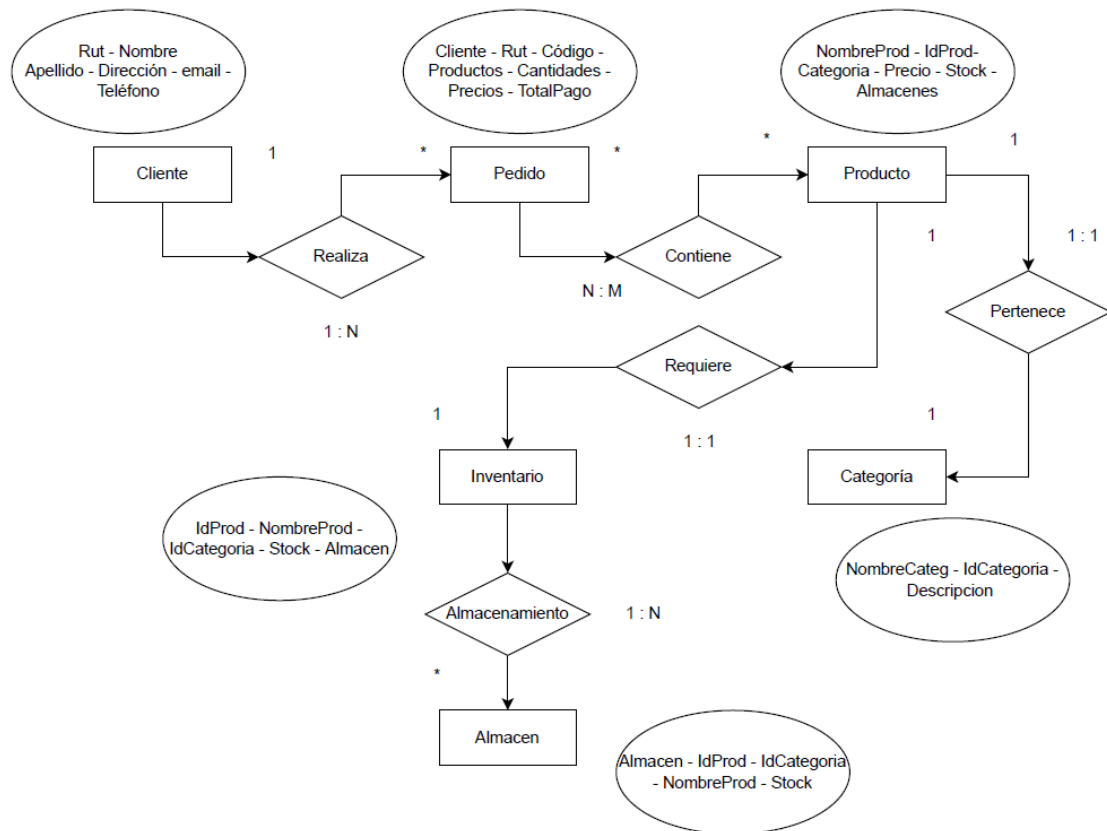 Rut - Nombre
Apellido - Dirección - email -
Teléfono
Cliente - Rut - Código -
Productos - Cantidades -
Precios - TotalPago
NombreProd - IdProd-
Categoria - Precio - Stock -
Almacenes
1
*
*
*
1
Cliente
Pedido
Producto
Realiza
Contiene
1
1 : 1
N : M
Pertenece
1 : N
Requiere
1
1 : 1
1
Inventario
Categoría
IdProd - NombreProd -
IdCategoria - Stock - Almacen
NombreCateg - IdCategoria -
Descripcion
Almacenamiento
1 : N
*
Almacen
Almacen - IdProd - IdCategoria
- NombreProd - Stock